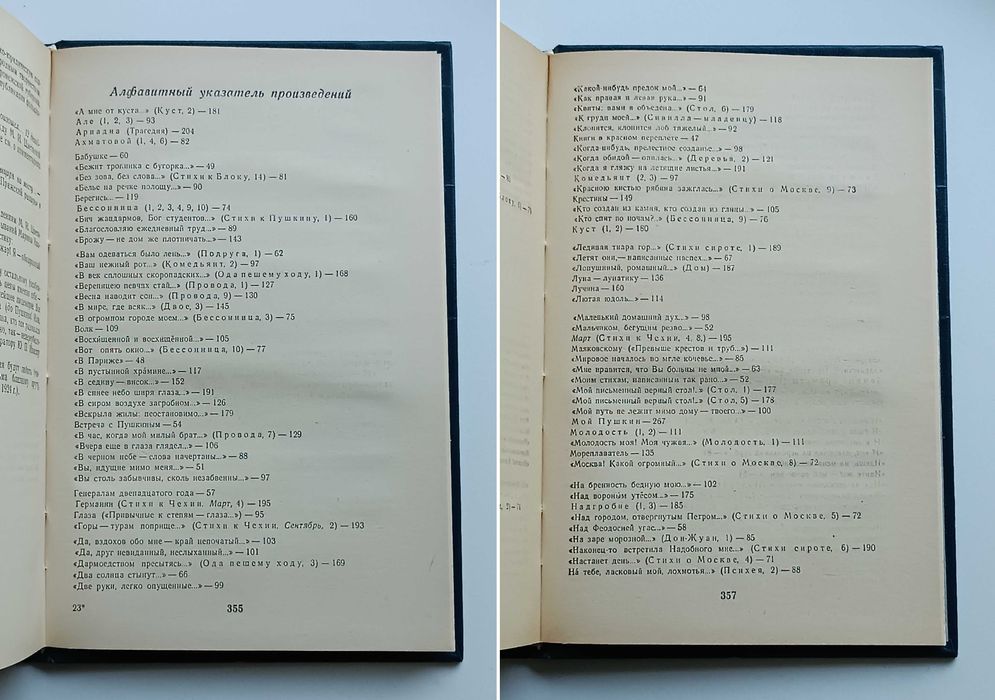 Алфавитный указатель произведений
«А мне от куста...» (Куст, 2) — 181
Але (1, 2, 3) — 93
Ариадна (Трагедия) — 204
Ахматовой (1, 4, 6) — 82
Бабушке — 60
«Бежит тропинка с бугорка...» — 49
«Без зова, без слова...» (Стихи к Блоку, 14) — 81
«Белье на речке полощу...» — 90
Берегись... — 119
Бессонница (1, 2, 3, 4, 9, 10) — 74
«Бич жандармов, Бог студентов...» (Стихи к Пушкину, 1) — 160
«Благословляю ежедневный труд...» — 89
«Брожу — не дом же плотничать...» — 143
«Вам одеваться было лень...» (Подруга, 1) — 62
«Ваш нежный рот...» (Комедьянт, 2) — 97
«В век сплошных скоропадских...» (Ода пешему ходу, 1) — 168
«Вереницею певчих стай...» (Провода, 1) — 127
«Весна наводит сон...» (Провода, 9) — 130
«В мире, где всяк...» (Двое, 3) — 145
«В огромном городе моем...» (Бессонница, 3) — 75
Волк — 109
«Восхи́щенной и восхищённой...» — 105
«Вот опять окно...» (Бессонница, 10) — 77
«В Париже» — 48
«В пустынной хра́мине...» — 117
«В седину — висок...» — 152
«В синее небо ширя глаза...» — 191
«В сиром воздухе загробном...» — 126
«Вскрыла жилы: неостановимо...» — 179
Встреча с Пушкиным — 54
«В час, когда мой милый брат...» (Провода, 7) — 129
«Вчера еще в глаза глядел...» — 106
«В черном небе — слова начертаны...» — 88
«Вы, идущие мимо меня...» — 51
«Вы столь забывчивы, сколь незабвенны...» — 97
Генералам двенадцатого года — 57
Германии (Стихи к Чехии, Март, 4) — 195
Глаза («Привычные к степям — глаза...») — 95
«Горы — турам поприще...» (Стихи к Чехии, Сентябрь, 2) — 193
«Да, вздохов обо мне — край непочатый...» — 103
«Да, друг невиданный, неслыханный...» — 101
«Дармоедством пресытясь...» (Ода пешему ходу, 3) — 169
«Два солнца стынут...» — 66
«Две руки, легко опущенные...» — 99
23*
355
«Какой-нибудь предок мой...» — 64
«Как правая и левая рука...» — 91
«Квиты: вами я объедена...» (Стол, 6) — 179
«К груди моей...» (Сивилла — младенцу) — 118
«Клонится, клонится лоб тяжелый...» — 92
Книги в красном переплете — 47
«Когда-нибудь, прелестное созданье...» — 98
«Когда обидой — опилась...» (Деревья, 2) — 121
«Когда я гляжу на летящие листья...» — 191
Комедьянт (2, 3) — 97
«Красною кистью рябина зажглась...» (Стихи о Москве, 9) — 73
Крестины — 149
«Кто создан из камня, кто создан из глины...» — 105
«Кто спит по ночам?..» (Бессонница, 9) — 76
Куст (1, 2) — 180
«Ледяная тиара гор...» (Стихи сироте, 1) — 189
«Летят они,— написанные наспех...» — 67
«Лопушиный, ромашный...» (Дом) — 187
Луна — лунатику — 136
Лучина — 160
«Лютая юдоль...» — 114
«Маленький домашний дух...» — 98
«Мальчиком, бегущим резво...» — 52
Март (Стихи к Чехии, 4, 8,) — 195
Маяковскому («Превыше крестов и труб...») — 111
«Мировое началось во мгле кочевье...» — 85
«Мне нравится, что Вы больны не мной...» — 63
«Моим стихам, написанным так рано...» — 52
«Мой письменный верный стол!..» (Стол, 1) — 177
«Мой письменный верный стол!..» (Стол, 5) — 178
«Мой путь не лежит мимо дому — твоего...» — 100
Мой Пушкин — 267
Молодость (1, 2) — 111
«Молодость моя! Моя чужая...» (Молодость, 1) — 111
Мореплаватель — 135
«Москва! Какой огромный...» (Стихи о Москве, 8) — 72
«На бренность бедную мою...» — 102
«Над вороны́м утёсом...» — 175
Надгробие (1, 3) — 185
«Над городом, отвергнутым Петром...» (Стихи о Москве, 5) — 72
«Над Феодосией угас...» — 58
«На заре морозной...» (Дон-Жуан, 1) — 85
«Наконец-то встретила Надобного мне...» (Стихи сироте, 6) — 190
«Настанет день...» (Стихи о Москве, 4) — 71
На́ тебе, ласковый мой, лохмотья...» (Психея, 2) — 88
357